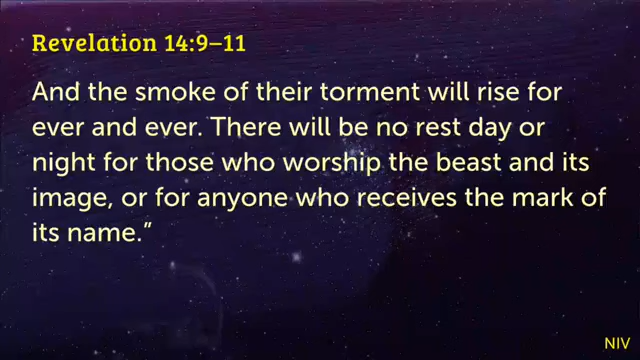 Revelation 14:9–11
And the smoke of their torment will rise for
ever and ever. There will be no rest day or
night for those who worship the beast and its
image, or for anyone who receives the mark of
its name.”
NIV